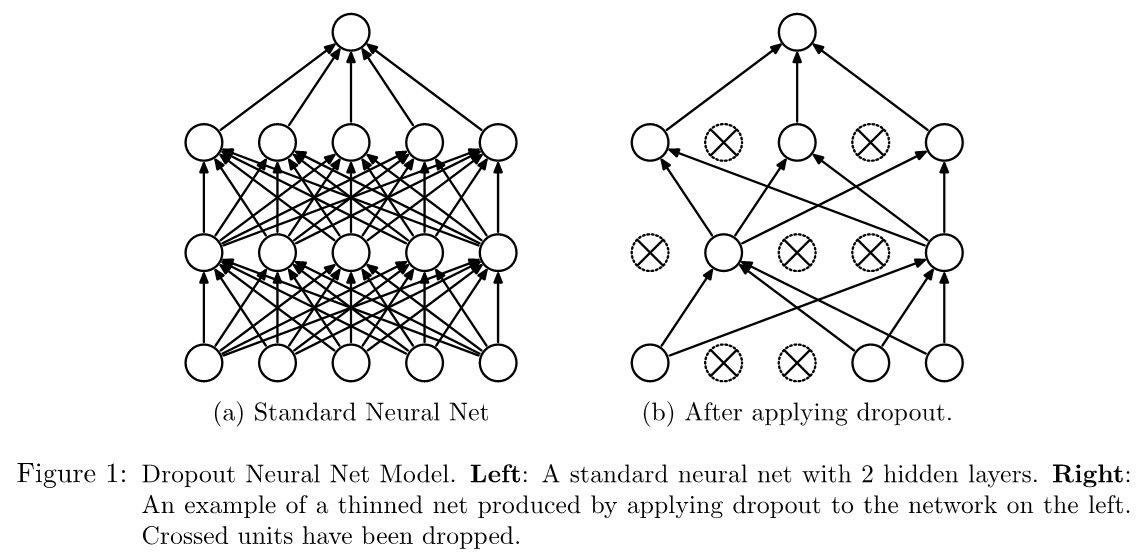 (a) Standard Neural Net
(b) After applying dropout.
Figure 1: Dropout Neural Net Model. Left: A standard neural net with 2 hidden layers. Right:
An example of a thinned net produced by applying dropout to the network on the left.
Crossed units have been dropped.